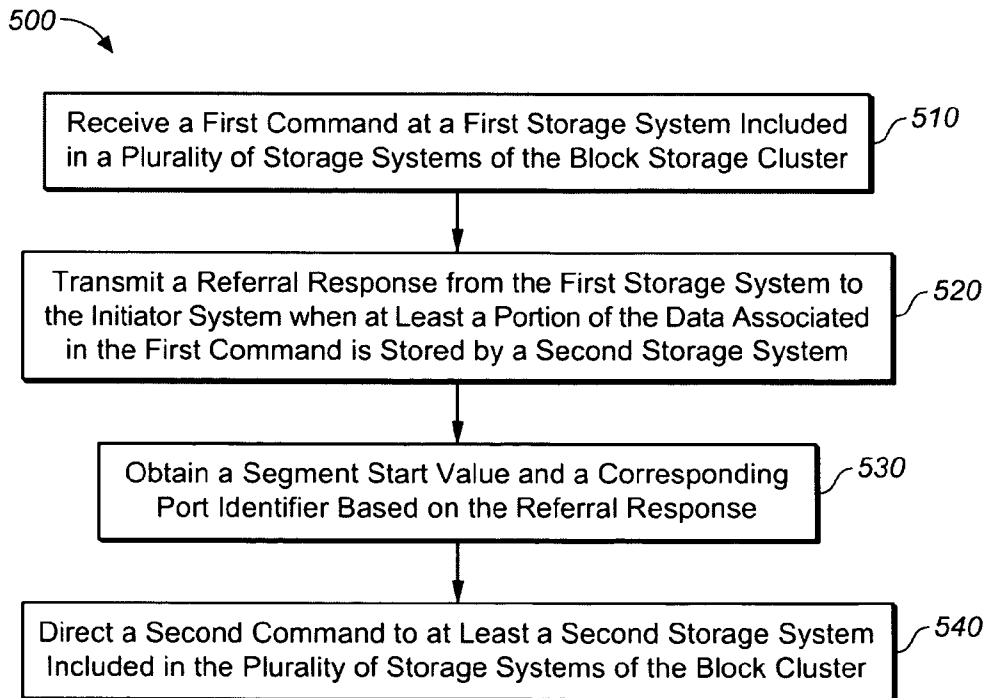 500
Receive a First Command at a First Storage System Included
in a Plurality of Storage Systems of the Block Storage Cluster
510
Transmit a Referral Response from the First Storage System to
the Initiator System when at Least a Portion of the Data Associated
in the First Command is Stored by a Second Storage System
520
Obtain a Segment Start Value and a Corresponding
Port Identifier Based on the Referral Response
530
Direct a Second Command to at Least a Second Storage System
Included in the Plurality of Storage Systems of the Block Cluster
540